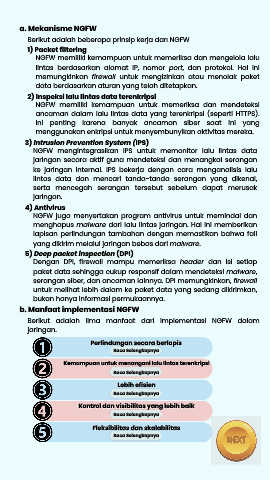 a. Mekanisme NGFW
Berikut adalah beberapa prinsip kerja dan NGFW
1) Packet filtering
NGFW memiliki kemampuan untuk memeriksa dan mengelola lalu
lintas berdasarkan alamat IP, nomor port, dan protokol. Hal ini
memungkinkan firewall untuk mengizinkan atau menolak paket
data berdasarkan aturan yang telah ditetapkan.
2) Inspeksi lalu lintas data terenkripsi
NGFW memiliki kemampuan untuk memeriksa dan mendeteksi
ancaman dalam lalu lintas data yang terenkripsi (seperti HTTPS).
Ini penting karena banyak ancaman siber saat ini yang
menggunakan enkripsi untuk menyembunyikan aktivitas mereka.
3) Intrusion Prevention System (IPS)
NGFW mengintegrasikan IPS untuk memonitor lalu lintas data
jaringan secara aktif guna mendeteksi dan menangkal serangan
ke jaringan internal. IPS bekerja dengan cara menganalisis lalu
lintas data dan mencari tanda-tanda serangan yang dikenal,
serta mencegah serangan tersebut sebelum dapat merusak
jaringan.
4) Antivirus
NGFW juga menyertakan program antivirus untuk memindai dan
menghapus malware dari lalu lintas jaringan. Hal ini memberikan
lapisan perlindungan tambahan dengan memastikan bahwa fail
yang dikirim melalui jaringan bebas dari malware.
5) Deep packet inspection (DPI)
Dengan DPI, firewall mampu memeriksa header dan isi setiap
paket data sehingga cukup responsif dalam mendeteksi malware,
serangan siber, dan ancaman lainnya. DPI memungkinkan, firewall
untuk melihat lebih dalam ke paket data yang sedang dikirimkan,
bukan hanya informasi permukaannya.
b. Manfaat implementasi NGFW
Berikut adalah lima manfaat dari implementasi NGFW dalam
jaringan.
1 Perlindungan secara berlapis
Baca Selengkapnya
2 Kemampuan untuk menangani lalu lintas terenkripsi
Baca Selengkapnya
3 Lebih efisien
Baca Selengkapnya
4 Kontrol dan visibilitas yang lebih baik
Baca Selengkapnya
5 Fleksibilitas dan skalabilitas
Baca Selengkapnya
NEXT